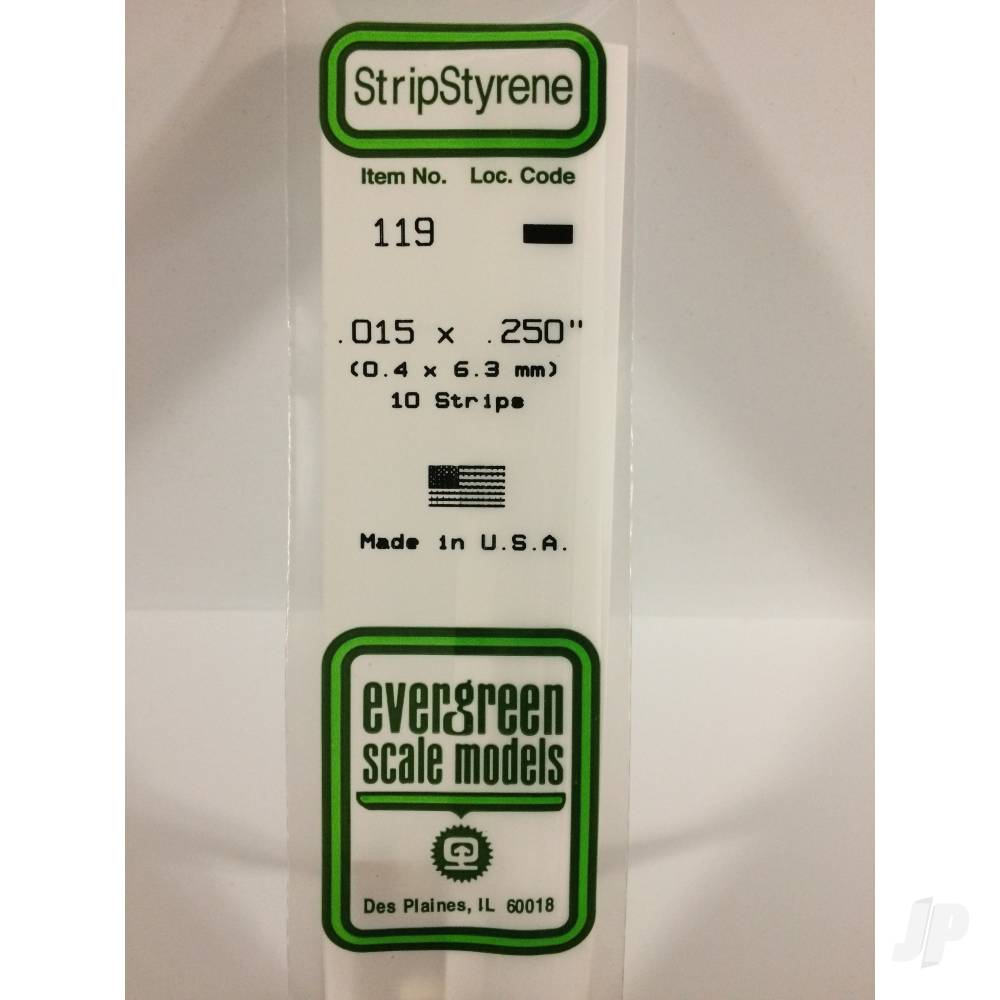 StripStyrene
Item No. Loc. Code
119
.015 x .250"
(0.4 x 6.3 mm)
10 Strips
Made in U.S.A.
evergreen
scale models
Des Plaines, IL 60018
JP